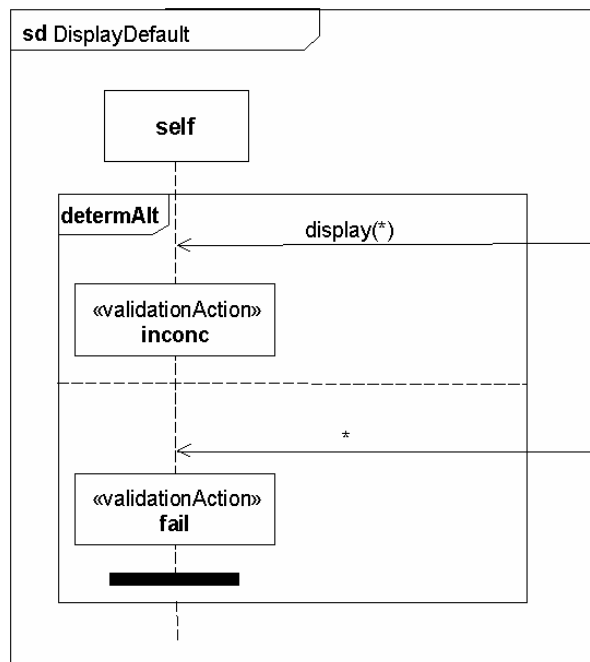 sd DisplayDefault
self
determAlt
display(*)
«validationAction»
inconc
*
«validationAction»
fail